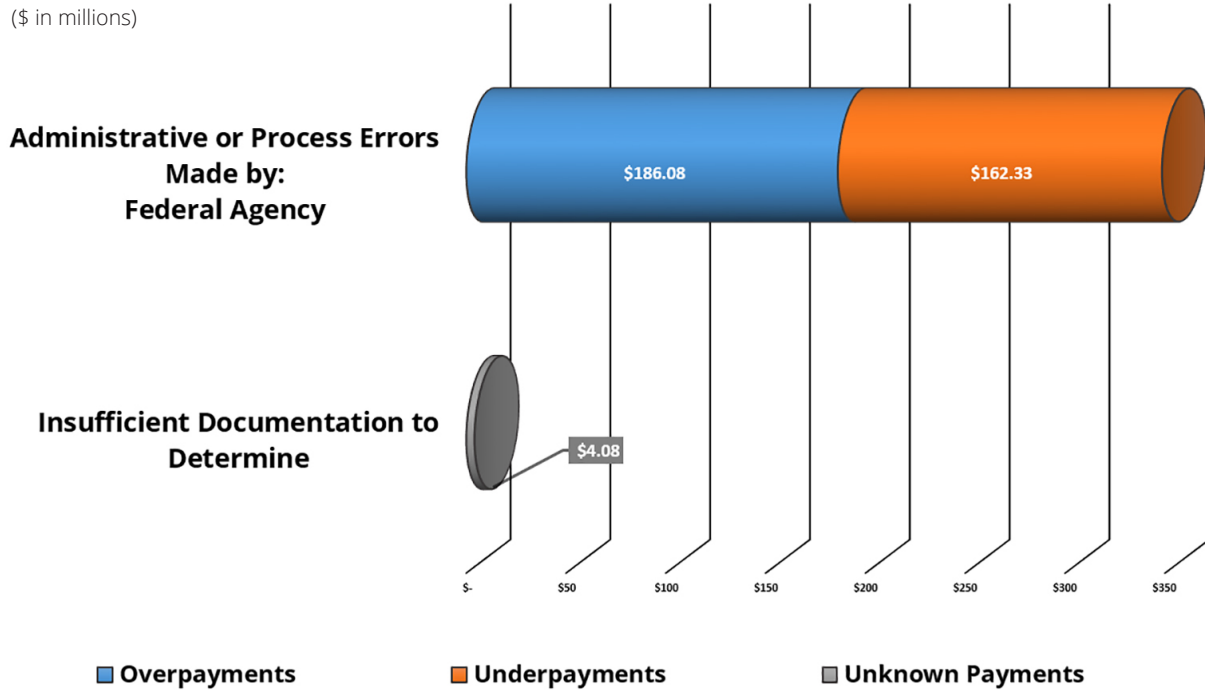 ($ in millions)
Administrative or Process Errors
Made by:
Federal Agency
$186.08
$162.33
Insufficient Documentation to
Determine
$4.08
$-
$50
$100
$150
$200
$250
$300
$350
Overpayments
Underpayments
Unknown Payments